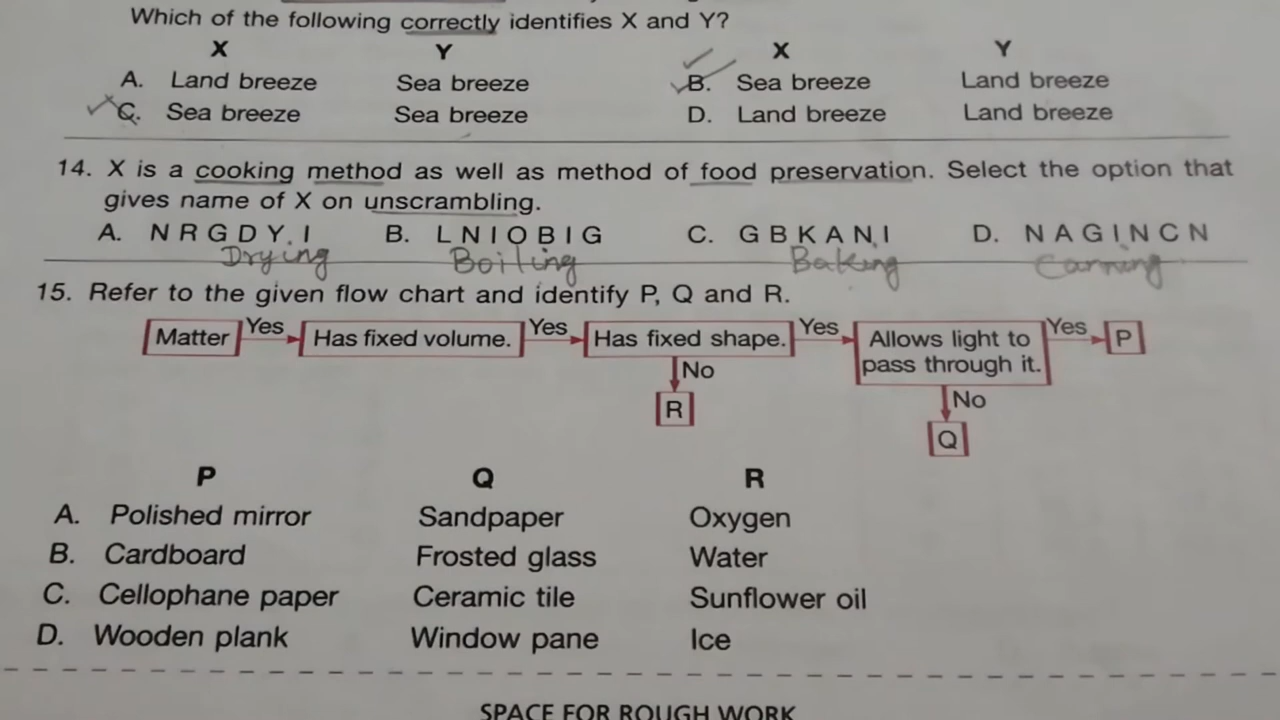 Which of the following correctly identifies X and Y?
X Y X Y
A. Land breeze Sea breeze B. Sea breeze Land breeze
C. Sea breeze Sea breeze D. Land breeze Land breeze
14. X is a cooking method as well as method of food preservation. Select the option that
gives name of X on unscrambling.
A. N R G D Y I B. L N I O B I G C. G B K A N I D. N A G I N C N
Drying Boiling Baking Canning
15. Refer to the given flow chart and identify P, Q and R.
Matter Yes Has fixed volume. Yes Has fixed shape. Yes Allows light to pass through it. Yes P
No No
R Q
P Q R
A. Polished mirror Sandpaper Oxygen
B. Cardboard Frosted glass Water
C. Cellophane paper Ceramic tile Sunflower oil
D. Wooden plank Window pane Ice
SPACE FOR ROUGH WORK